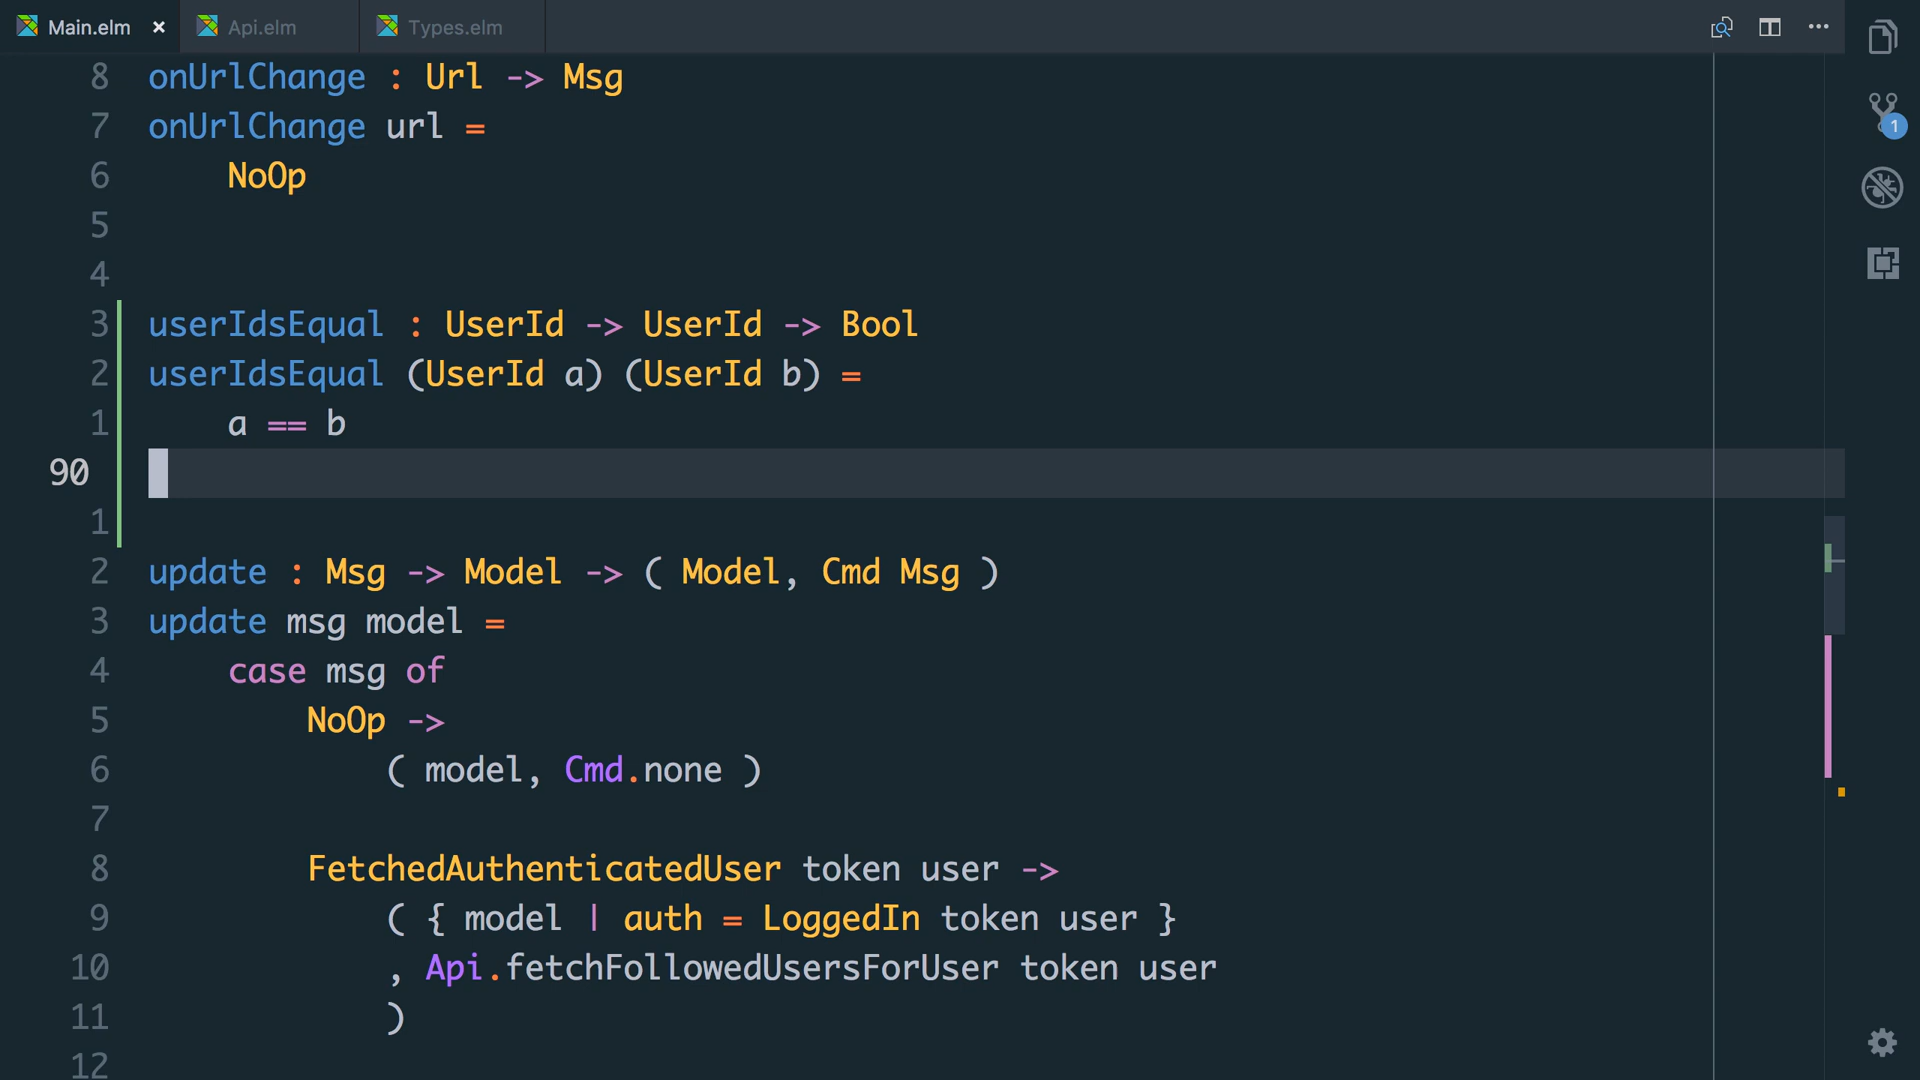 Main.elm × Api.elm Types.elm
8 onUrlChange : Url -> Msg
7 onUrlChange url =
6 NoOp
5
4
3 userIdsEqual : UserId -> UserId -> Bool
2 userIdsEqual (UserId a) (UserId b) =
1 a == b
90
1
2 update : Msg -> Model -> ( Model, Cmd Msg )
3 update msg model =
4 case msg of
5 NoOp ->
6 ( model, Cmd.none )
7
8 FetchedAuthenticatedUser token user ->
9 ( { model | auth = LoggedIn token user }
10 , Api.fetchFollowedUsersForUser token user
11 )
12
1